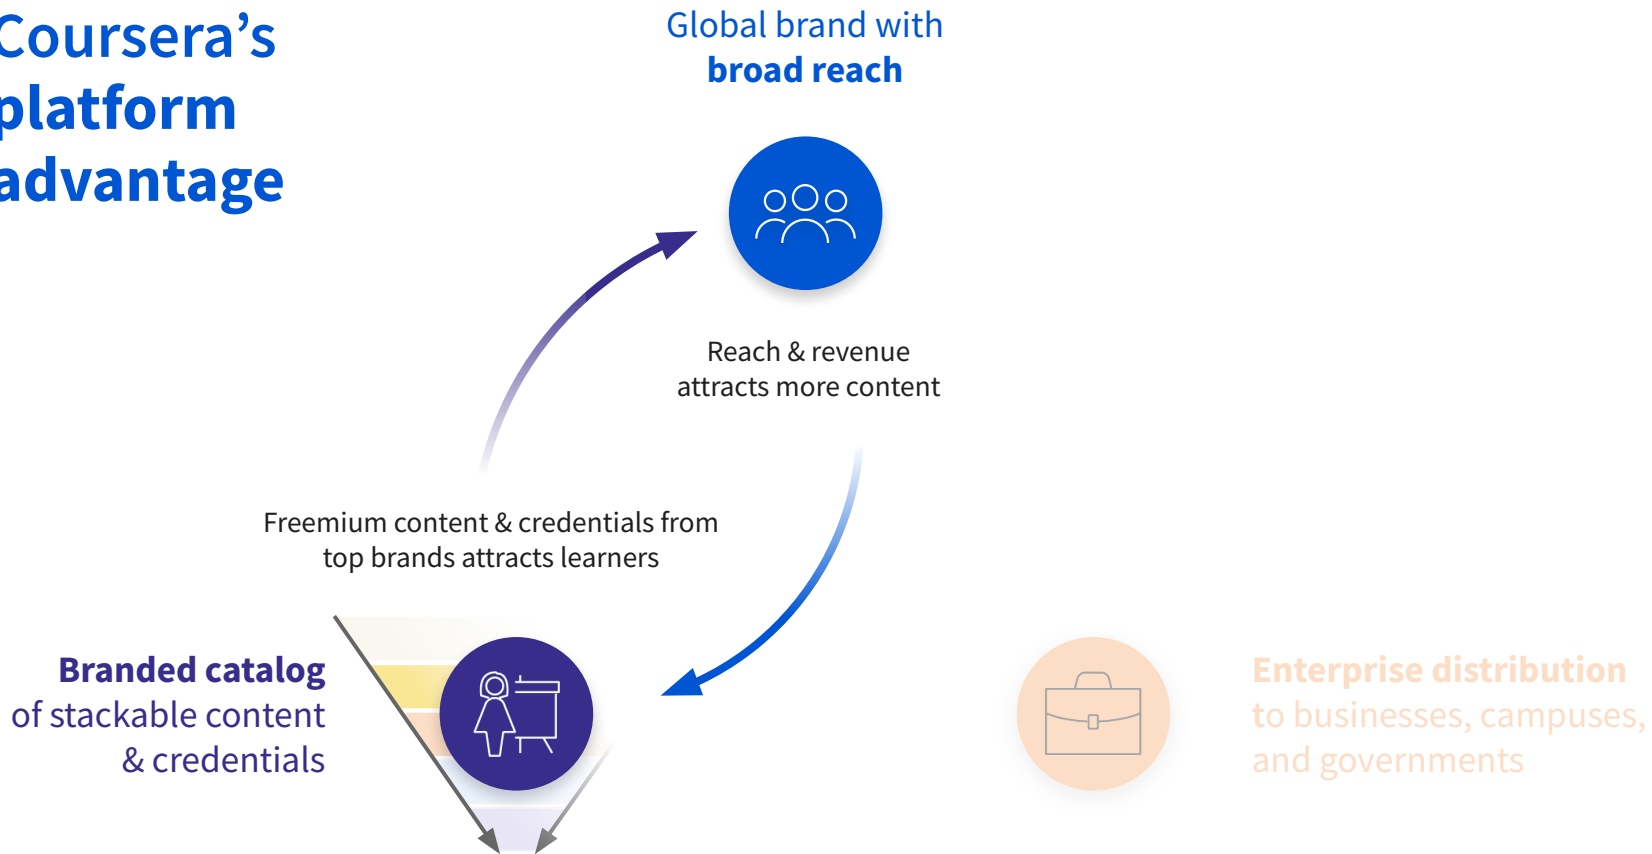 Coursera’s
platform
advantage
Global brand with
broad reach
Reach & revenue
attracts more content
Freemium content & credentials from
top brands attracts learners
Branded catalog
of stackable content
& credentials
Enterprise distribution
to businesses, campuses,
and governments